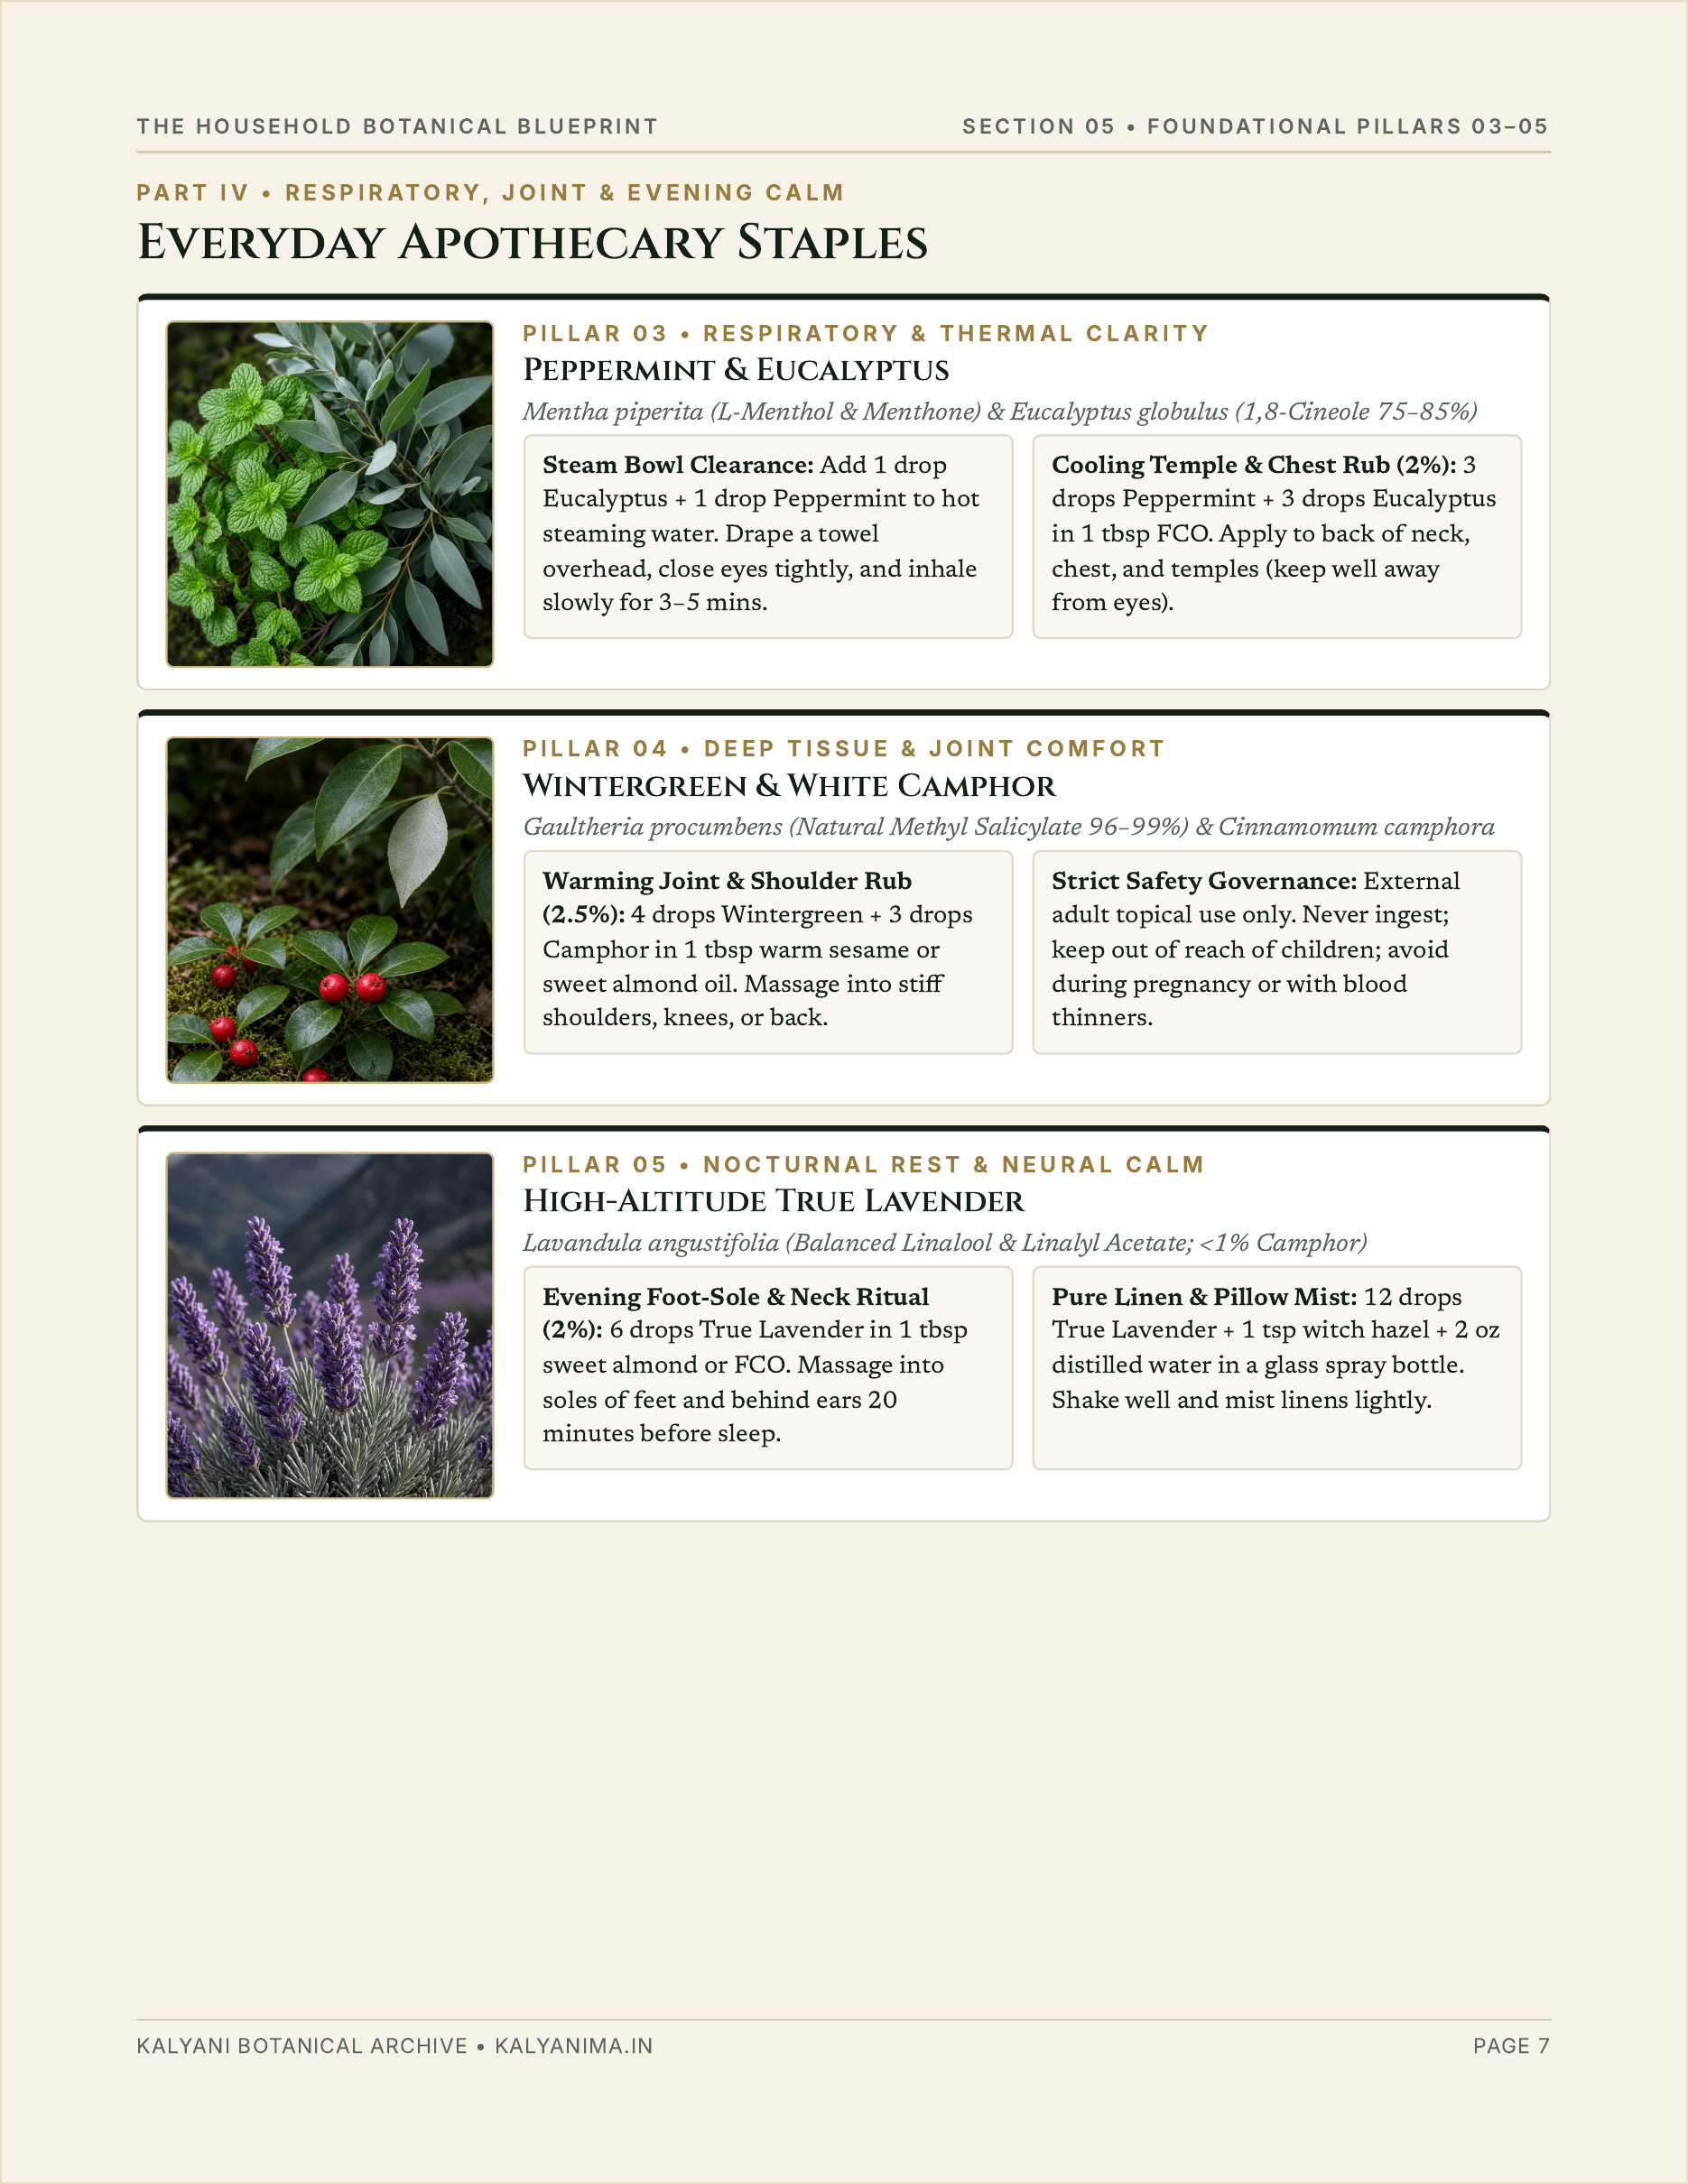 THE HOUSEHOLD BOTANICAL BLUEPRINT
SECTION 05 • FOUNDATIONAL PILLARS 03–05
PART IV • RESPIRATORY, JOINT & EVENING CALM
EVERYDAY APOTHECARY STAPLES
PILLAR 03 • RESPIRATORY & THERMAL CLARITY
PEPPERMINT & EUCALYPTUS
Mentha piperita (L-Menthol & Menthone) & Eucalyptus globulus (1,8-Cineole 75–85%)
Steam Bowl Clearance: Add 1 drop
Eucalyptus + 1 drop Peppermint to hot
steaming water. Drape a towel
overhead, close eyes tightly, and inhale
slowly for 3–5 mins.
Cooling Temple & Chest Rub (2%): 3
drops Peppermint + 3 drops Eucalyptus
in 1 tbsp FCO. Apply to back of neck,
chest, and temples (keep well away
from eyes).
PILLAR 04 • DEEP TISSUE & JOINT COMFORT
WINTERGREEN & WHITE CAMPHOR
Gaultheria procumbens (Natural Methyl Salicylate 96–99%) & Cinnamomum camphora
Warming Joint & Shoulder Rub
(2.5%): 4 drops Wintergreen + 3 drops
Camphor in 1 tbsp warm sesame or
sweet almond oil. Massage into stiff
shoulders, knees, or back.
Strict Safety Governance: External
adult topical use only. Never ingest;
keep out of reach of children; avoid
during pregnancy or with blood
thinners.
PILLAR 05 • NOCTURNAL REST & NEURAL CALM
HIGH-ALTITUDE TRUE LAVENDER
Lavandula angustifolia (Balanced Linalool & Linalyl Acetate; <1% Camphor)
Evening Foot-Sole & Neck Ritual
(2%): 6 drops True Lavender in 1 tbsp
sweet almond or FCO. Massage into
soles of feet and behind ears 20
minutes before sleep.
Pure Linen & Pillow Mist: 12 drops
True Lavender + 1 tsp witch hazel + 2 oz
distilled water in a glass spray bottle.
Shake well and mist linens lightly.
KALYANI BOTANICAL ARCHIVE • KALYANIMA.IN
PAGE 7